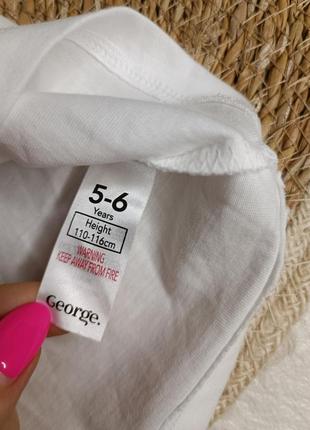 5-6
Years
Height
110-116cm
WARNING
KEEP AWAY FROM FIRE
George.